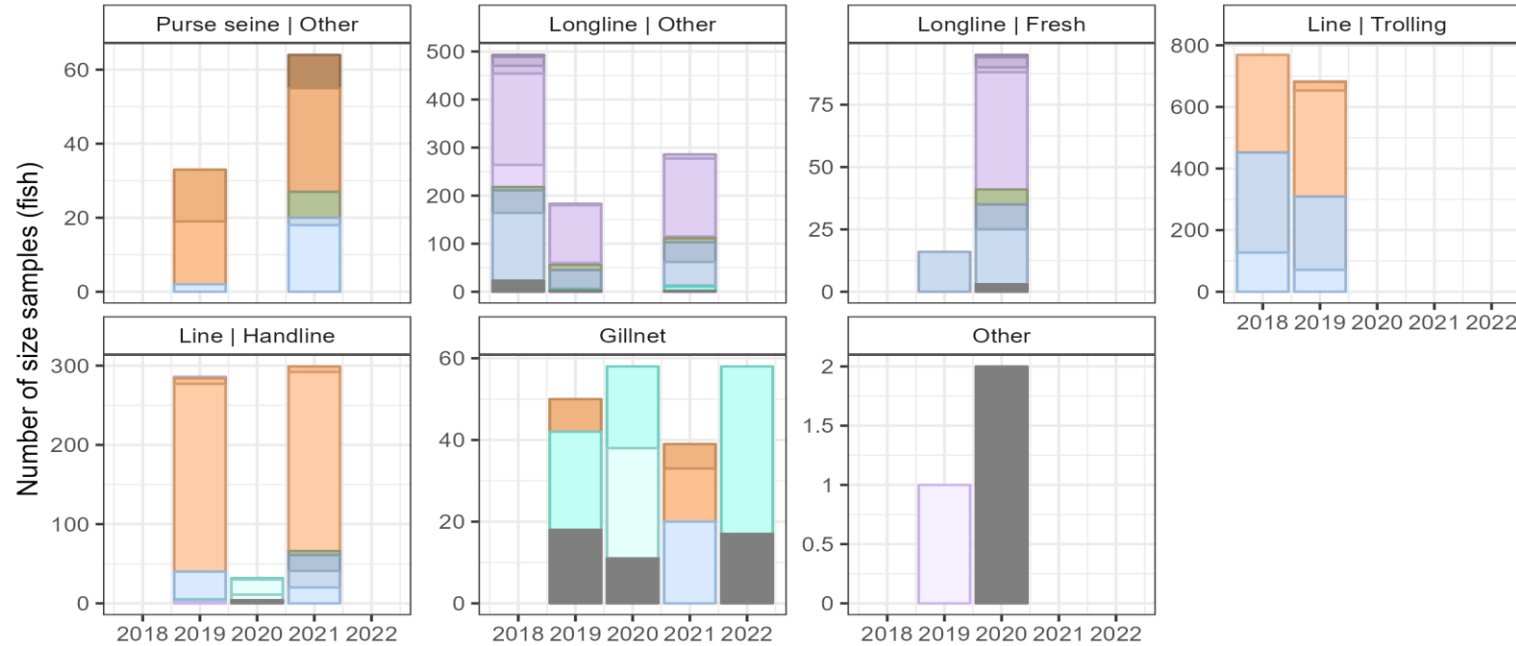 Purse seine | Other
Longline | Other
Longline | Fresh
Line | Trolling
Number of size samples (fish)
60
40
20
0
500
400
300
200
100
0
75
50
25
0
800
600
400
200
0
2018 2019 2020 2021 2022
Line | Handline
Gillnet
Other
300
200
100
0
60
40
20
0
2
1.5
1
0.5
0
2018 2019 2020 2021 2022
2018 2019 2020 2021 2022
2018 2019 2020 2021 2022